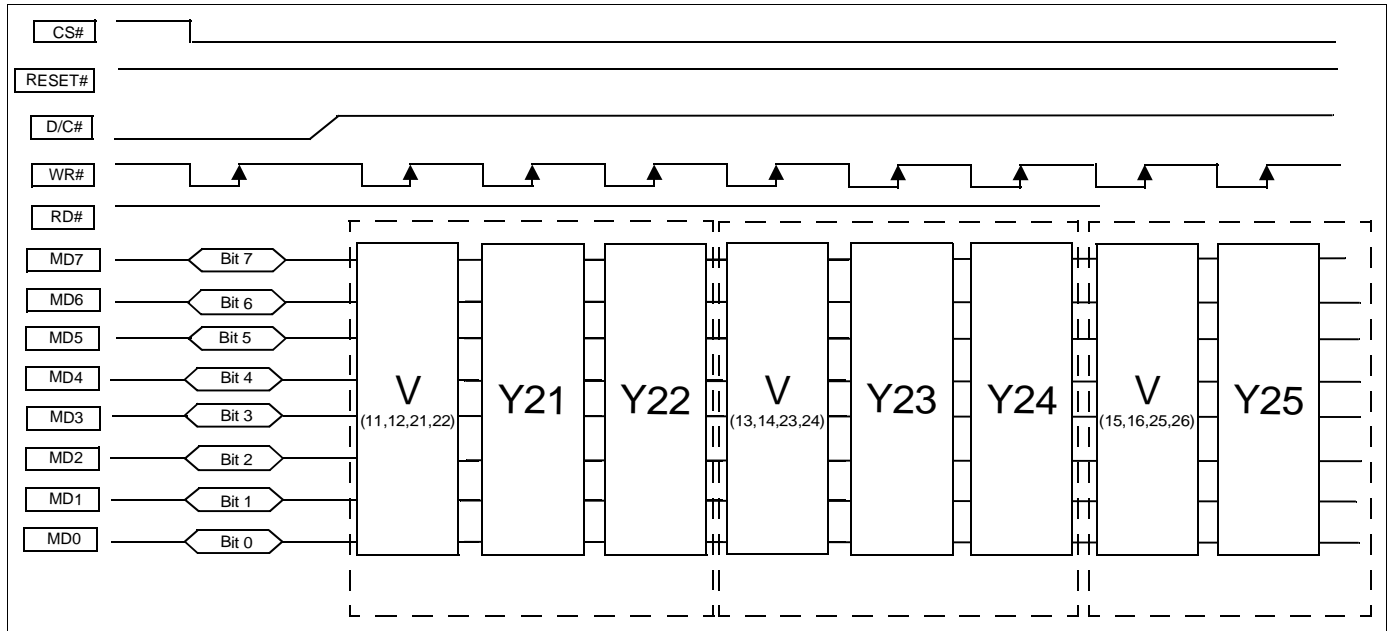 CS#
RESET#
D/C#
WR#
RD#
MD7 Bit 7
MD6 Bit 6
MD5 Bit 5
MD4 Bit 4
MD3 Bit 3
MD2 Bit 2
MD1 Bit 1
MD0 Bit 0
V
(11,12,21,22)
Y21
Y22
V
(13,14,23,24)
Y23
Y24
V
(15,16,25,26)
Y25